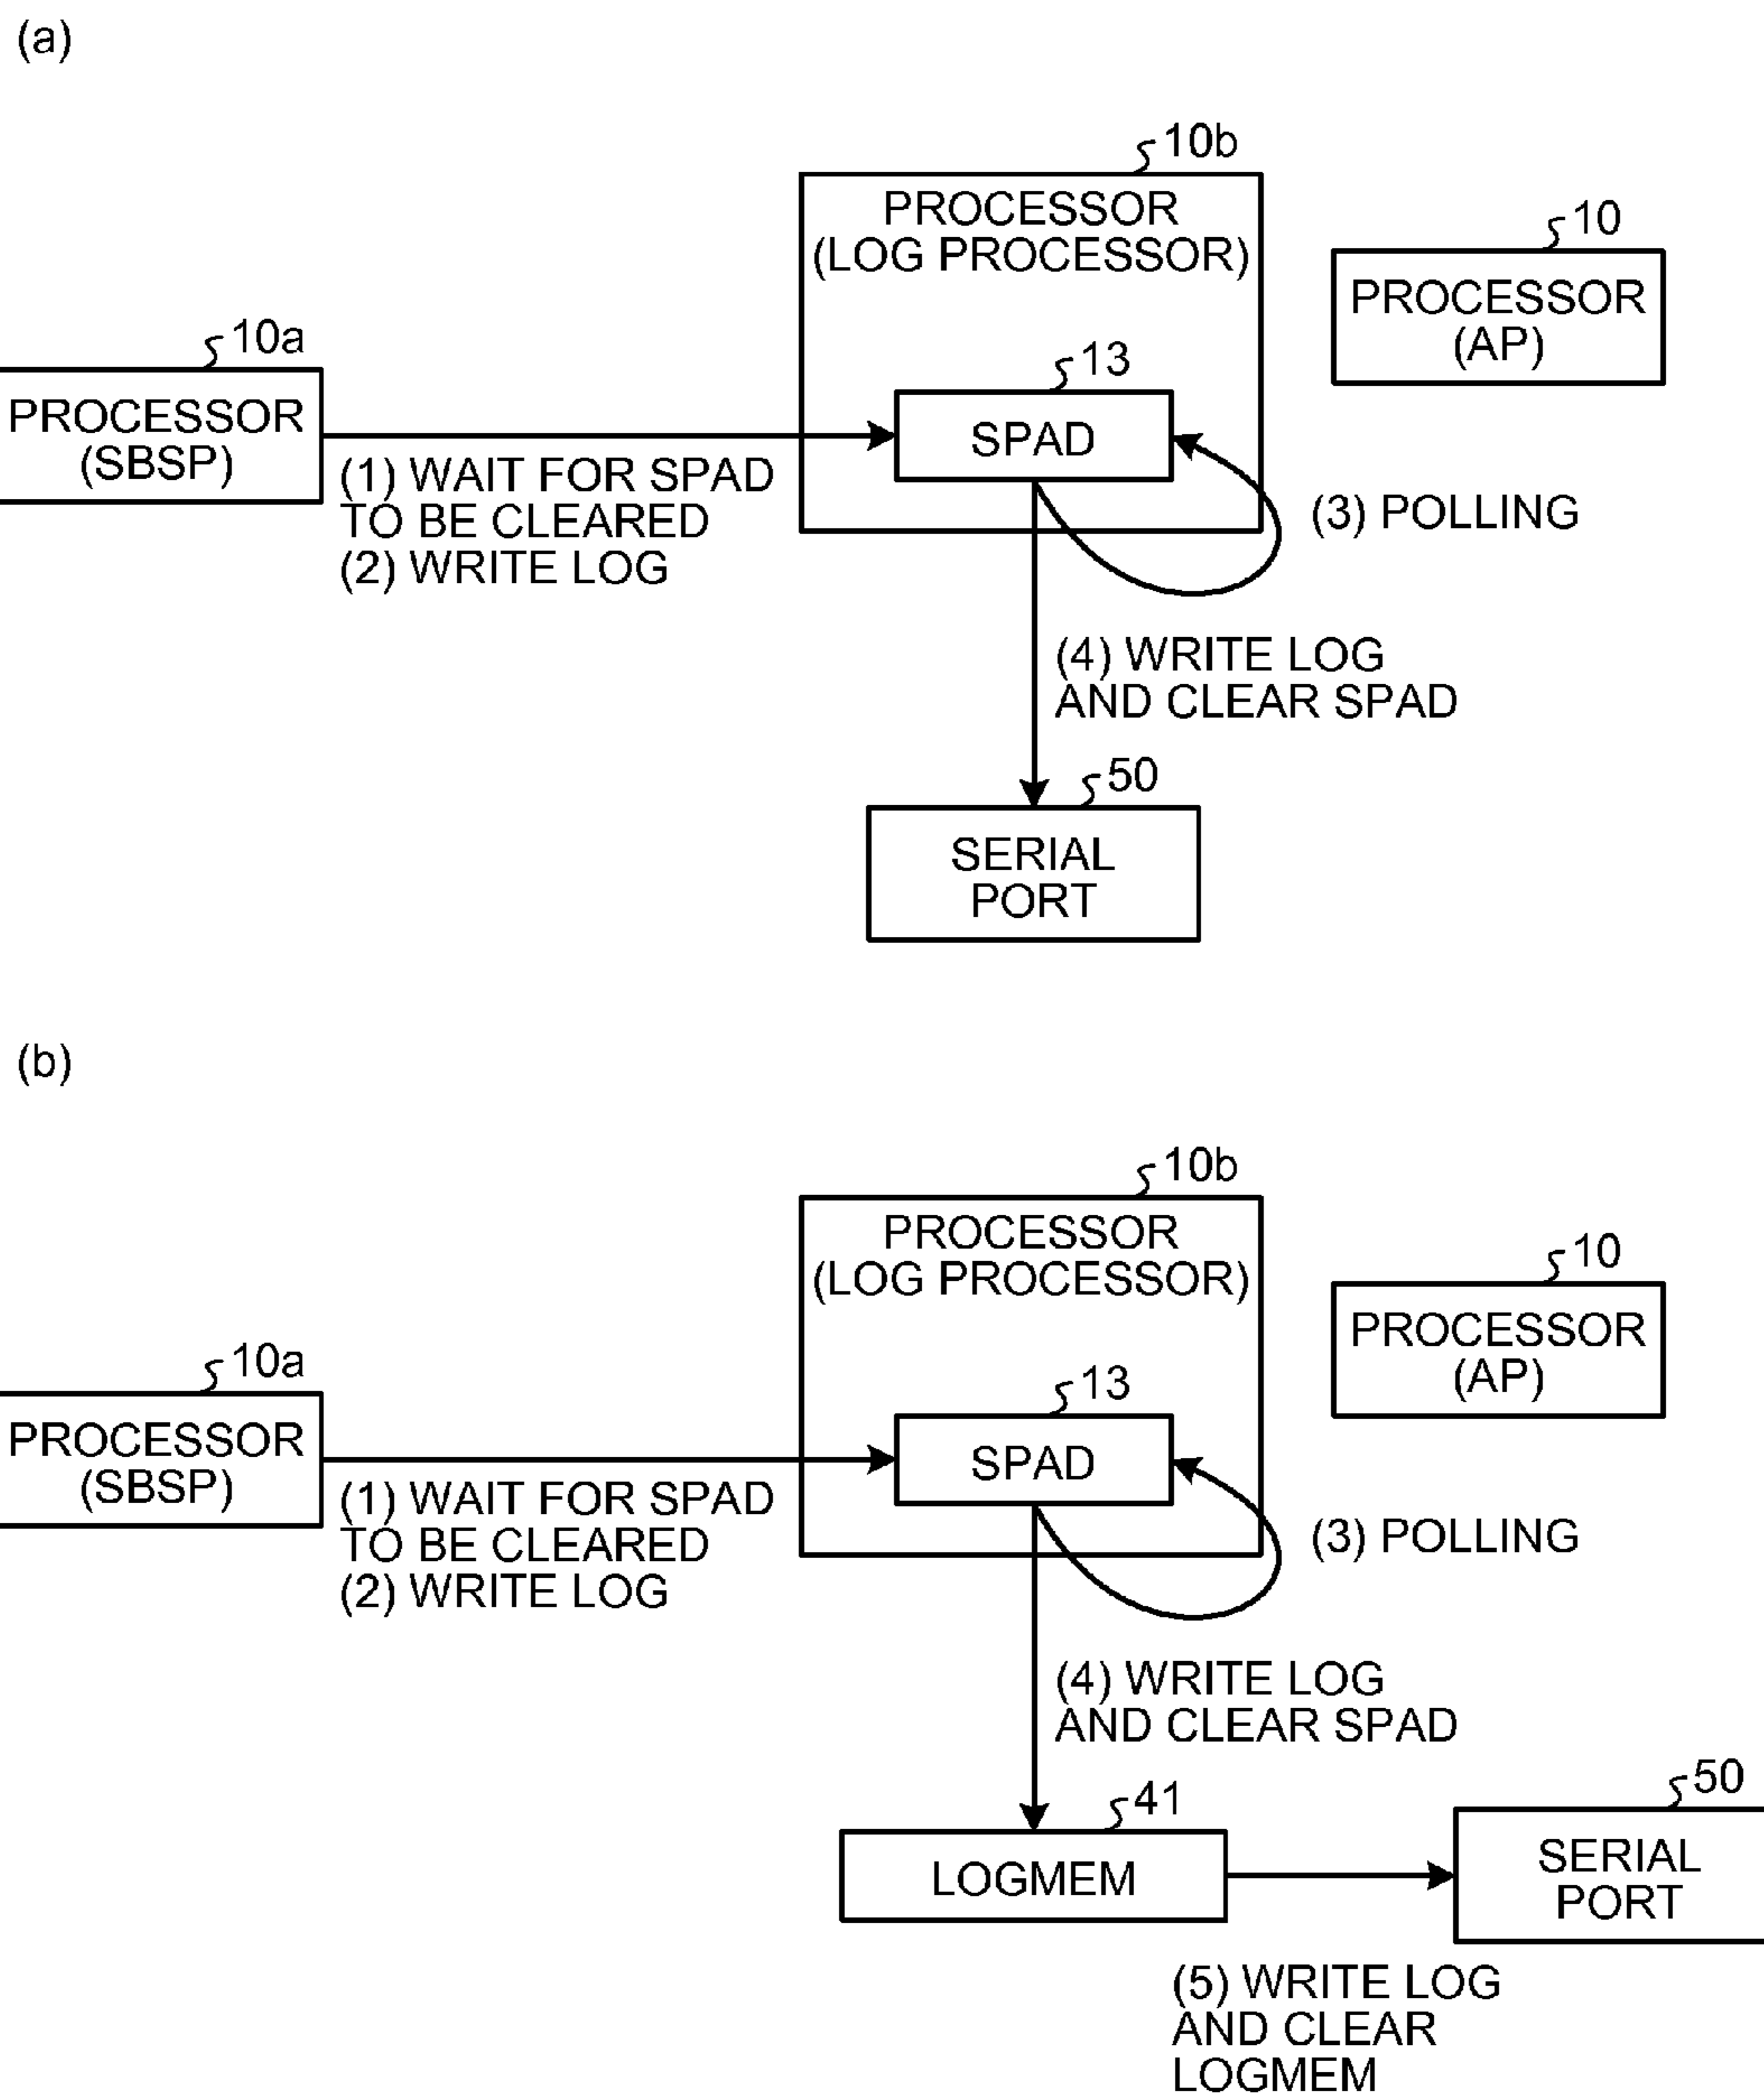 (a)
10b
PROCESSOR
(LOG PROCESSOR)
10
PROCESSOR
(AP)
10a
PROCESSOR
(SBSP)
13
SPAD
(1) WAIT FOR SPAD
TO BE CLEARED
(2) WRITE LOG
(3) POLLING
(4) WRITE LOG
AND CLEAR SPAD
50
SERIAL
PORT
(b)
10b
PROCESSOR
(LOG PROCESSOR)
10
PROCESSOR
(AP)
10a
PROCESSOR
(SBSP)
13
SPAD
(1) WAIT FOR SPAD
TO BE CLEARED
(2) WRITE LOG
(3) POLLING
(4) WRITE LOG
AND CLEAR SPAD
41
LOGMEM
50
SERIAL
PORT
(5) WRITE LOG
AND CLEAR
LOGMEM